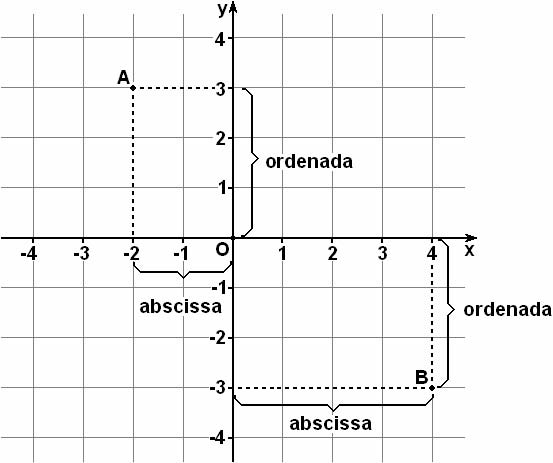 y
4
A
3
ordenada
2
1
-4 -3 -2 -1 O 1 2 3 4 x
-1
abscissa
ordenada
-2
-3
B
abscissa
-4